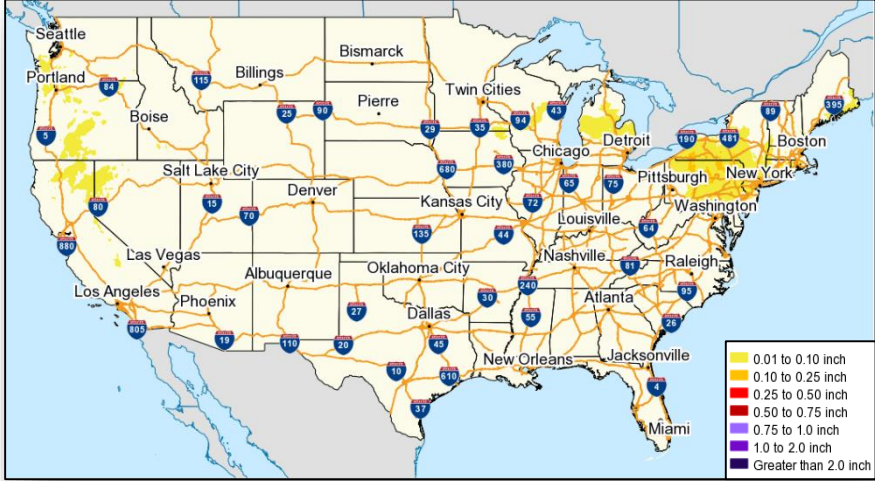 Seattle
Portland
84
5
Boise
115
Billings
Bismarck
25
90
Pierre
Twin Cities
29
35
94
43
Chicago
Detroit
190
481
89
395
Boston
New York
Pittsburgh
Washington
Salt Lake City
80
15
70
Denver
680
380
Kansas City
72
65
75
Louisville
64
880
Las Vegas
Los Angeles
805
Phoenix
19
Albuquerque
110
135
44
Oklahoma City
27
30
240
Nashville
81
Raleigh
95
Atlanta
26
55
Dallas
20
45
10
610
37
New Orleans
Jacksonville
4
Miami
0.01 to 0.10 inch
0.10 to 0.25 inch
0.25 to 0.50 inch
0.50 to 0.75 inch
0.75 to 1.0 inch
1.0 to 2.0 inch
Greater than 2.0 inch